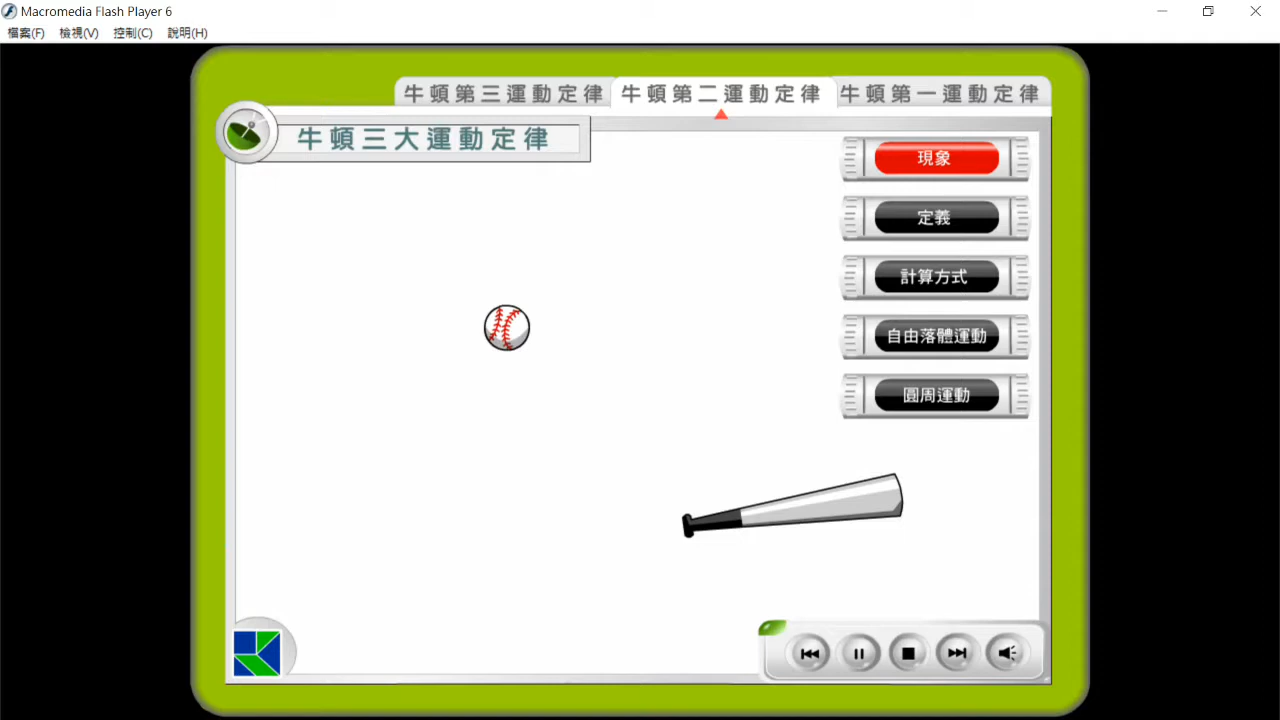 Macromedia Flash Player 6
檔案(F) 檢視(V) 控制(C) 說明(H)
牛頓第三運動定律 牛頓第二運動定律 牛頓第一運動定律
牛頓三大運動定律
現象
定義
計算方式
自由落體運動
圓周運動